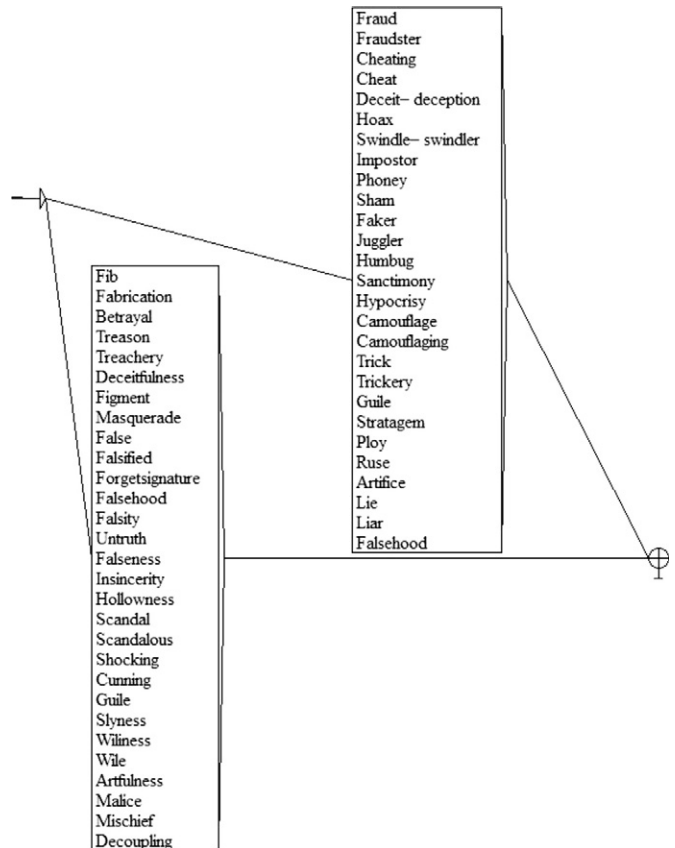 Fraud
Fraudster
Cheating
Cheat
Deceit– deception
Hoax
Swindle– swindler
Impostor
Phoney
Sham
Faker
Juggler
Humbug
Sanctimony
Hypocrisy
Camouflage
Camouflaging
Trick
Trickery
Guile
Stratagem
Ploy
Ruse
Artifice
Lie
Liar
Falsehood
Fib
Fabrication
Betrayal
Treason
Treachery
Deceitfulness
Figment
Masquerade
False
Falsified
Forgetsignature
Falsehood
Falsity
Untruth
Falseness
Insincerity
Hollowness
Scandal
Scandalous
Shocking
Cunning
Guile
Slyness
Wiliness
Wile
Artfulness
Malice
Mischief
Decoupling